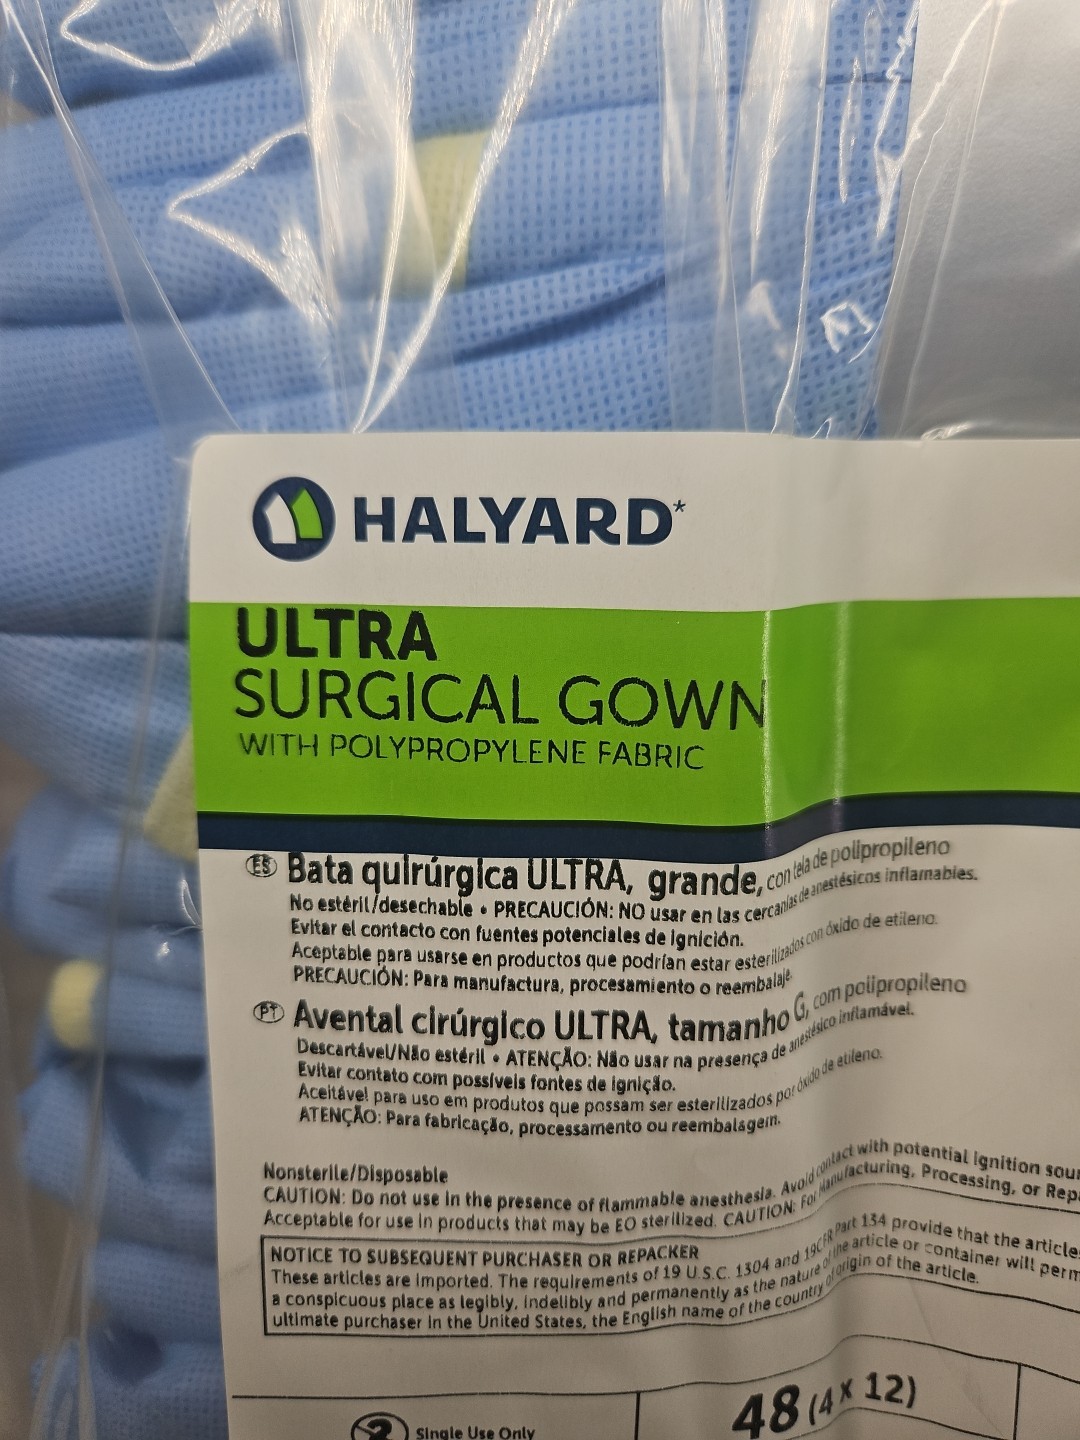 HALYARD*
ULTRA
SURGICAL GOWN
WITH POLYPROPYLENE FABRIC
ES Bata quirúrgica ULTRA, grande, con tela de polipropileno
No estéril/desechable • PRECAUCIÓN: NO usar en las cercanías de anestésicos inflamables.
Evitar el contacto con fuentes potenciales de ignición.
Aceptable para usarse en productos que podrían estar esterilizados con óxido de etileno.
PRECAUCIÓN: Para manufactura, procesamiento o reembalaje.
PT Avental cirúrgico ULTRA, tamanho G, com polipropileno
Descartável/Não estéril • ATENÇÃO: Não usar na presença de anestésico inflamável.
Evitar contato com possíveis fontes de ignição.
Aceitável para uso em produtos que possam ser esterilizados por óxido de etileno.
ATENÇÃO: Para fabricação, processamento ou reembalagem.
Nonsterile/Disposable
CAUTION: Do not use in the presence of flammable anesthesia. Avoid contact with potential ignition sour
Acceptable for use in products that may be EO sterilized. CAUTION: For Manufacturing, Processing, or Repa
NOTICE TO SUBSEQUENT PURCHASER OR REPACKER
These articles are imported. The requirements of 19 U.S.C. 1304 and 19CFR Part 134 provide that the articles
a conspicuous place as legibly, indelibly and permanently as the nature of the article or container will perm
ultimate purchaser in the United States, the English name of the country of origin of the article.
2 Single Use Only
48 (4 x 12)